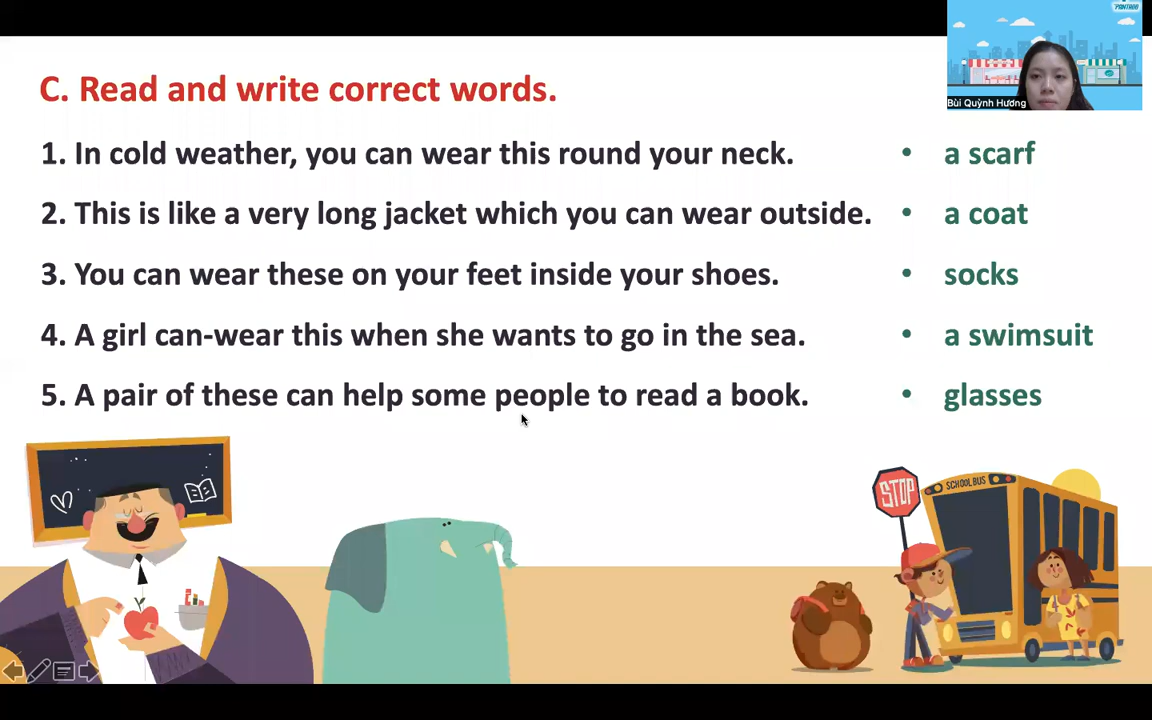 PANTADO
Bùi Quỳnh Hương
C. Read and write correct words.
1. In cold weather, you can wear this round your neck.
• a scarf
2. This is like a very long jacket which you can wear outside.
• a coat
3. You can wear these on your feet inside your shoes.
• socks
4. A girl can-wear this when she wants to go in the sea.
• a swimsuit
5. A pair of these can help some people to read a book.
• glasses
STOP
SCHOOL BUS